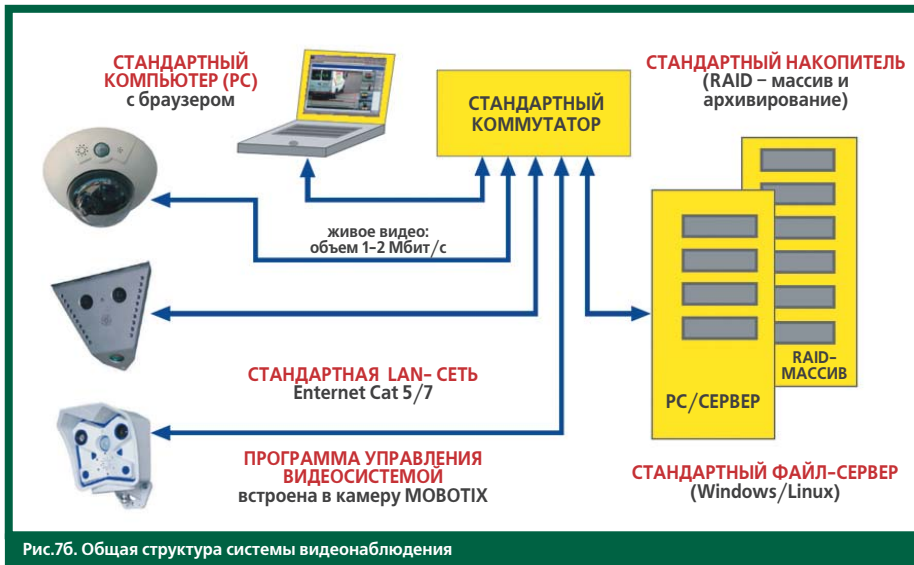 СТАНДАРТНЫЙ
КОМПЬЮТЕР (PC)
с браузером
СТАНДАРТНЫЙ
КОММУТАТОР
СТАНДАРТНЫЙ НАКОПИТЕЛЬ
(RAID – массив и
архивирование)
живое видео:
объем 1–2 Мбит/с
СТАНДАРТНАЯ LAN– СЕТЬ
Enternet Cat 5/7
RAID–
МАССИВ
PC/СЕРВЕР
ПРОГРАММА УПРАВЛЕНИЯ
ВИДЕОСИСТЕМОЙ
встроена в камеру MOBOTIX
СТАНДАРТНЫЙ ФАЙЛ–СЕРВЕР
(Windows/Linux)
Рис.7б. Общая структура системы видеонаблюдения